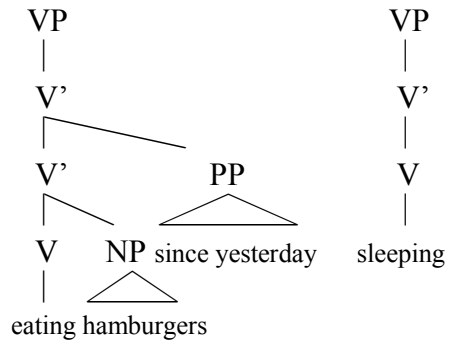 VP VP
V’ V’
V’ PP V
V NP since yesterday sleeping
eating hamburgers